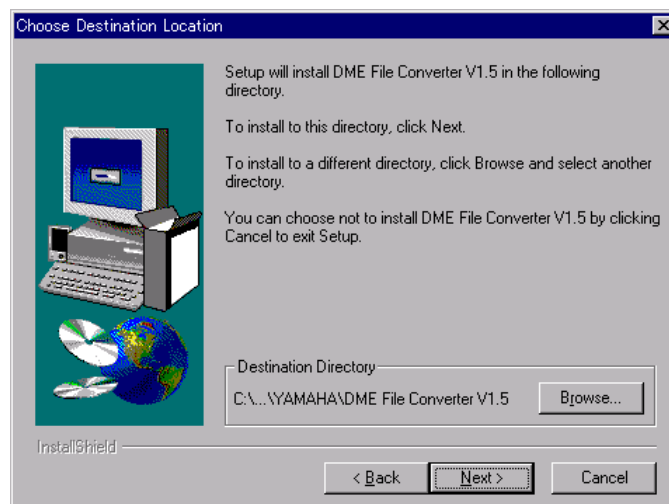 Choose Destination Location
Setup will install DME File Converter V1.5 in the following
directory.
To install to this directory, click Next.
To install to a different directory, click Browse and select another
directory.
You can choose not to install DME File Converter V1.5 by clicking
Cancel to exit Setup.
Destination Directory
C:\...\YAMAHA\DME File Converter V1.5
Browse...
InstallShield
< Back
Next >
Cancel